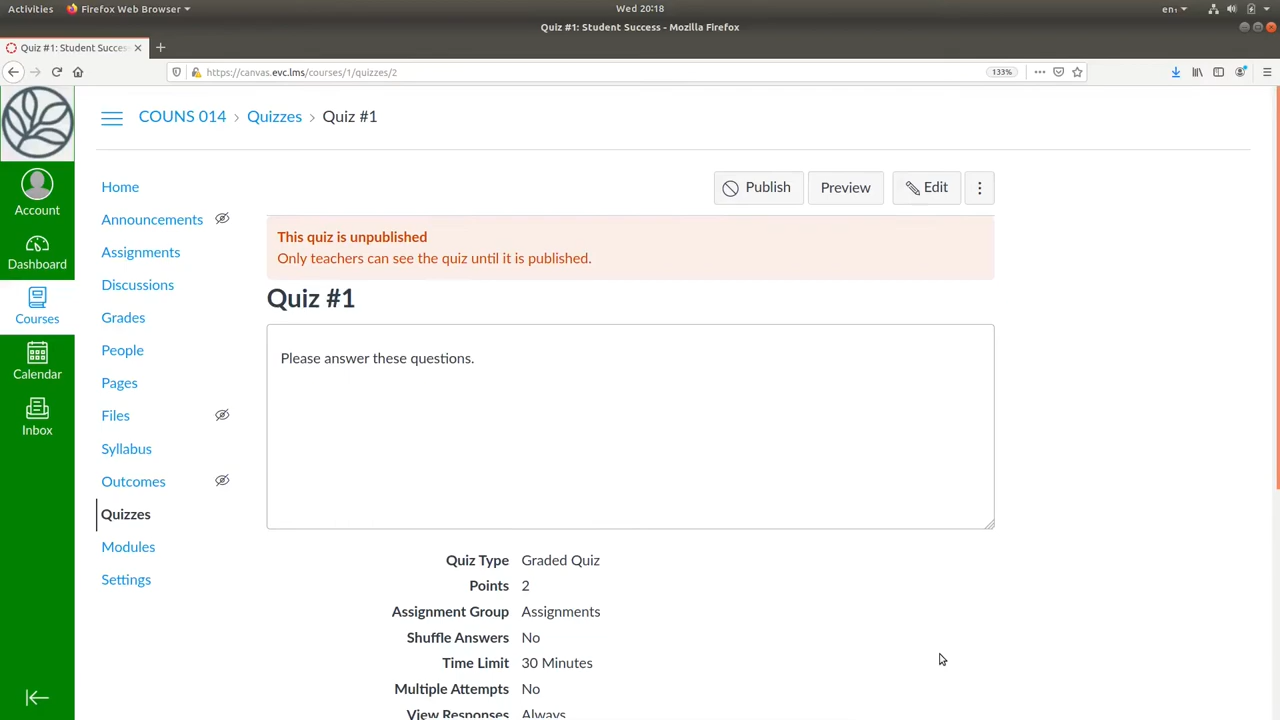 Activities Firefox Web Browser Wed 20:18 en1
Quiz #1: Student Success - Mozilla Firefox
Quiz #1: Student Succes
https://canvas.evc.lms/courses/1/quizzes/2 133%
COUNS 014 › Quizzes › Quiz #1
Account
Dashboard
Courses
Calendar
Inbox
Home
Announcements
Assignments
Discussions
Grades
People
Pages
Files
Syllabus
Outcomes
Quizzes
Modules
Settings
Publish Preview Edit
This quiz is unpublished
Only teachers can see the quiz until it is published.
Quiz #1
Please answer these questions.
Quiz Type Graded Quiz
Points 2
Assignment Group Assignments
Shuffle Answers No
Time Limit 30 Minutes
Multiple Attempts No
View Responses Always